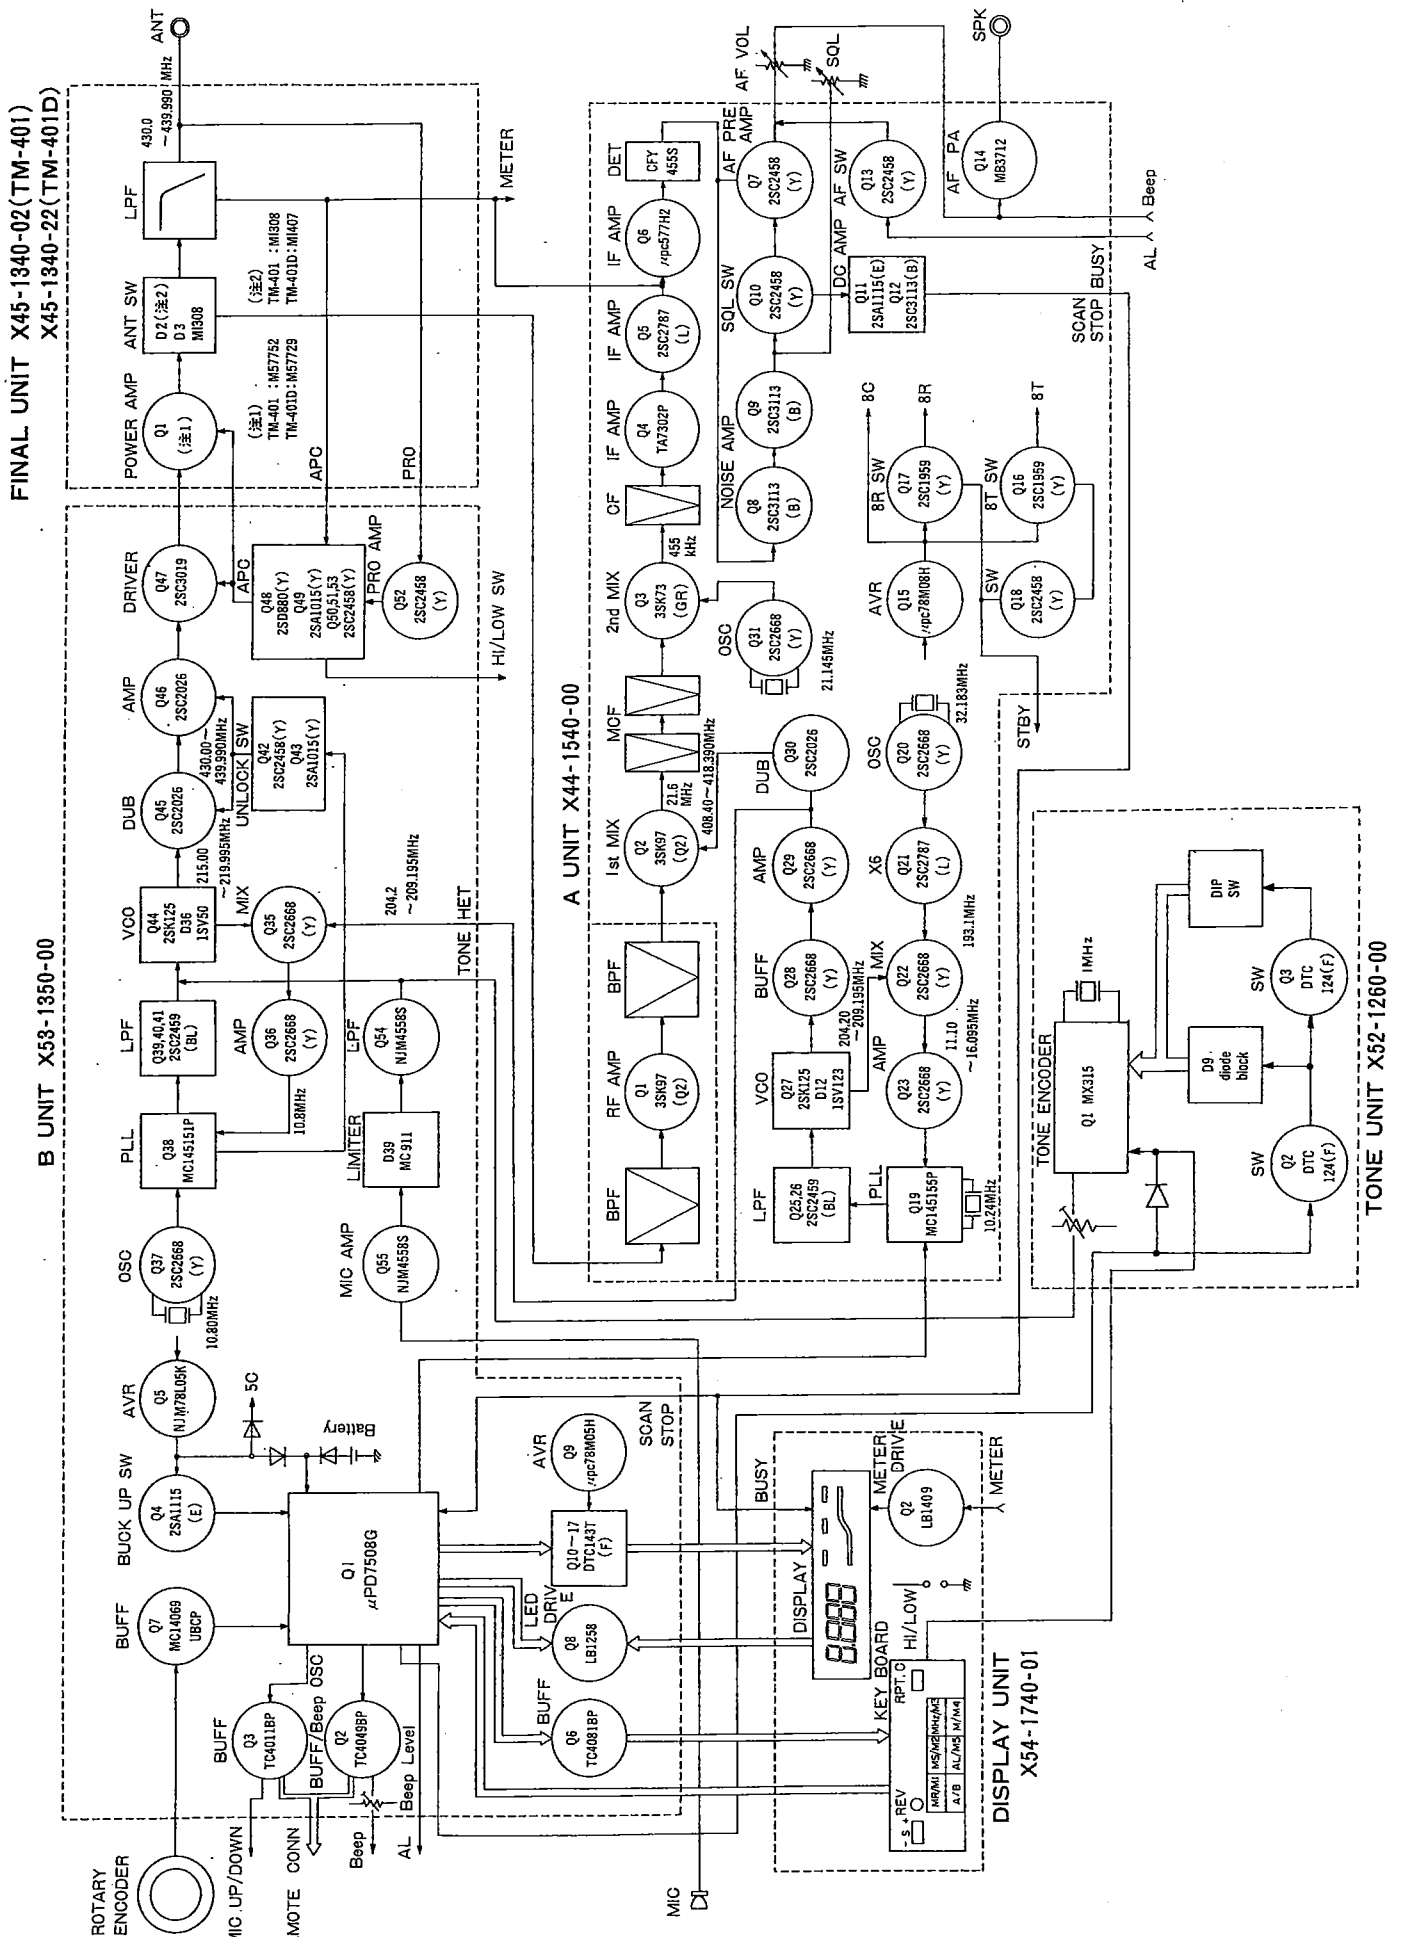 FINAL UNIT X45-1340-02(TM-401)
X45-1340-22(TM-401D)
ANT
430.0
~ 439.990 MHz
LPF
ANT SW
D2(注2)
D3
MI308
POWER AMP
Q1
(注1)
(注1)
TM-401 : M57752
TM-401D: M57729
(注2)
TM-401 : MI308
TM-401D: MI407
METER
APC
PRO
B UNIT X53-1350-00
DRIVER
Q47
2SC3019
AMP
Q46
2SC2026
DUB
Q45
2SC2026
VCO
Q44
2SK125
D36
1SV50
LPF
Q39,40,41
2SC2459
(BL)
PLL
Q38
MC145151P
OSC
Q37
2SC2668
(Y)
10.80MHz
APC
Q48
2SD880(Y)
Q49
2SA1015(Y)
Q50,51,53
2SC2458(Y)
PRO AMP
Q52
2SC2458
(Y)
HI/LOW SW
430.00~
439.990MHz
UNLOCK SW
Q42
2SC2458(Y)
Q43
2SA1015(Y)
215.00
~219.995MHz
MIX
Q35
2SC2668
(Y)
AMP
Q36
2SC2668
(Y)
10.8MHz
204.2
~ 209.195MHz
TONE HET
LPF
Q54
NJM4558S
LIMITER
D39
MC911
MIC AMP
Q55
NJM4558S
AVR
Q5
NJM78L05K
5C
Battery
BUCK UP SW
Q4
2SA1115
(E)
BUFF
Q7
MC14069
UBCP
Q1
μPD7508G
AVR
Q9
μpc78M05H
SCAN
STOP
Q10~17
DTC143T
(F)
LED
DRIV
E
Q8
LB1258
BUFF
Q6
TC4081BP
BUFF
Q3
TC4011BP
BUFF/Beep OSC
Q2
TC4049BP
Beep Level
ROTARY
ENCODER
MIC.UP/DOWN
MOTE CONN
Beep
AL
MIC
A UNIT X44-1540-00
BPF
RF AMP
Q1
3SK97
(Q2)
BPF
1st MIX
Q2
3SK97
(Q2)
21.6
MHz
408.40~418.390MHz
MCF
2nd MIX
Q3
3SK73
(GR)
455
kHz
CF
IF AMP
Q4
TA7302P
IF AMP
Q5
2SC2787
(L)
IF AMP
Q6
μpc577H2
DET
CFY
455S
OSC
Q31
2SC2668
(Y)
21.145MHz
NOISE AMP
Q8
2SC3113
(B)
Q9
2SC3113
(B)
SQL SW
Q10
2SC2458
(Y)
AF PRE
AMP
Q7
2SC2458
(Y)
AF VOL
SQL
DC AMP
Q11
2SA1115(E)
Q12
2SC3113(B)
AF SW
Q13
2SC2458
(Y)
AF PA
Q14
MB3712
SPK
AL
Beep
BUSY
SCAN
STOP
DUB
Q30
2SC2026
AMP
Q29
2SC2668
(Y)
BUFF
Q28
2SC2668
(Y)
204.20
~209.195MHz
VCO
Q27
2SK125
D12
1SV123
LPF
Q25,26
2SC2459
(BL)
OSC
Q20
2SC2668
(Y)
32.183MHz
X6
Q21
2SC2787
(L)
193.1MHz
MIX
Q22
2SC2668
(Y)
11.10
~16.095MHz
AMP
Q23
2SC2668
(Y)
PLL
Q19
MC145155P
10.24MHz
AVR
Q15
μpc78M08H
8R SW
Q17
2SC1959
(Y)
8C
8R
8T SW
Q16
2SC1959
(Y)
8T
SW
Q18
2SC2458
(Y)
STBY
TONE ENCODER
Q1 MX315
1MHz
DIP
SW
D9.
diode
block
SW
Q2
DTC
124(F)
SW
Q3
DTC
124(F)
TONE UNIT X52-1260-00
BUSY
DISPLAY
8.888
METER
DRIVE
Q2
LB1409
METER
HI/LOW
KEY BOARD
RPT.C
REV
- S +
MR/M1 MS/M2 MHz/M3
A/B AL/M5 M/M4
DISPLAY UNIT
X54-1740-01